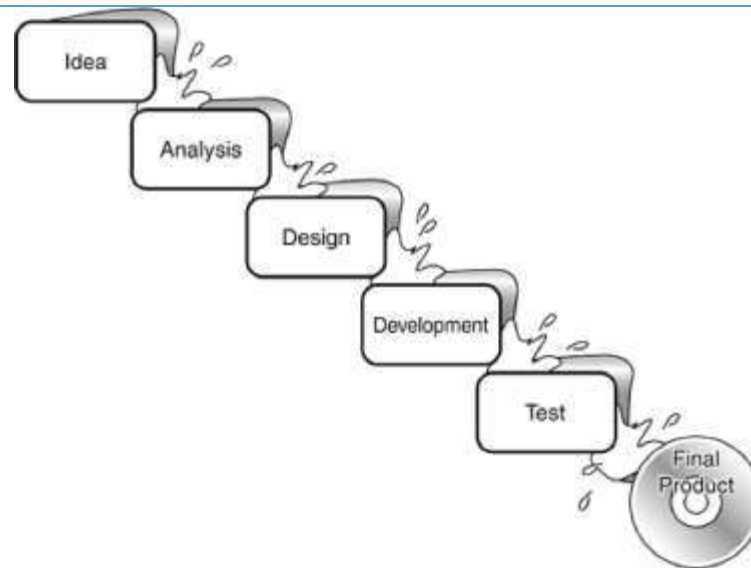 Idea
Analysis
Design
Development
Test
Final
Product